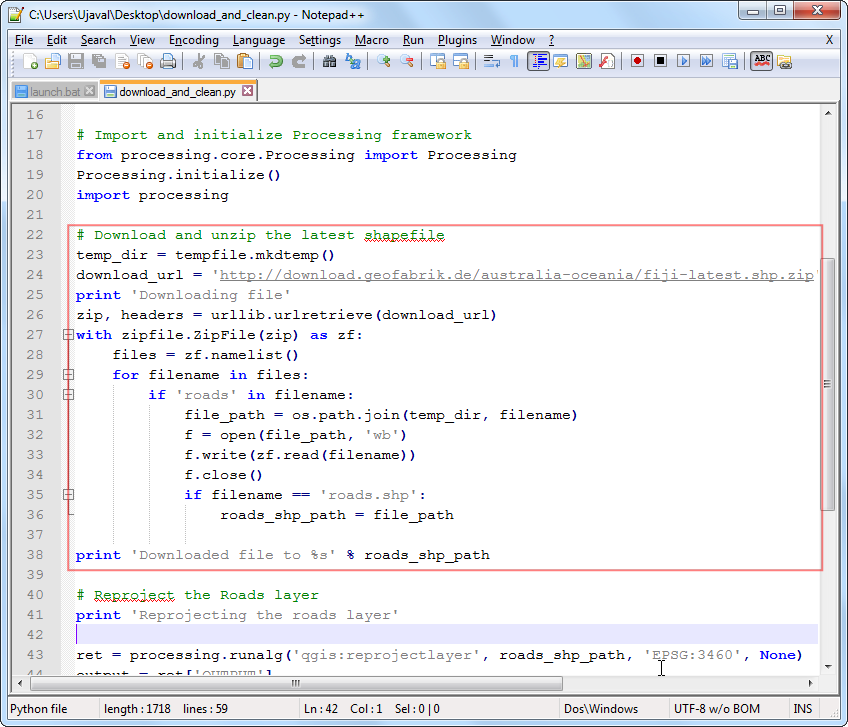 C:\Users\Ujaval\Desktop\download_and_clean.py - Notepad++
File Edit Search View Encoding Language Settings Macro Run Plugins Window ? X
ABC
launch.bat download_and_clean.py
16
17 # Import and initialize Processing framework
18 from processing.core.Processing import Processing
19 Processing.initialize()
20 import processing
21
22 # Download and unzip the latest shapefile
23 temp_dir = tempfile.mkdtemp()
24 download_url = 'http://download.geofabrik.de/australia-oceania/fiji-latest.shp.zip'
25 print 'Downloading file'
26 zip, headers = urllib.urlretrieve(download_url)
27 with zipfile.ZipFile(zip) as zf:
28     files = zf.namelist()
29     for filename in files:
30         if 'roads' in filename:
31             file_path = os.path.join(temp_dir, filename)
32             f = open(file_path, 'wb')
33             f.write(zf.read(filename))
34             f.close()
35             if filename == 'roads.shp':
36                 roads_shp_path = file_path
37
38 print 'Downloaded file to %s' % roads_shp_path
39
40 # Reproject the Roads layer
41 print 'Reprojecting the roads layer'
42
43 ret = processing.runalg('qgis:reprojectlayer', roads_shp_path, 'EPSG:3460', None)
44 output = ret['OUTPUT']
Python file length : 1718 lines : 59 Ln : 42 Col : 1 Sel : 0 | 0 Dos\Windows UTF-8 w/o BOM INS